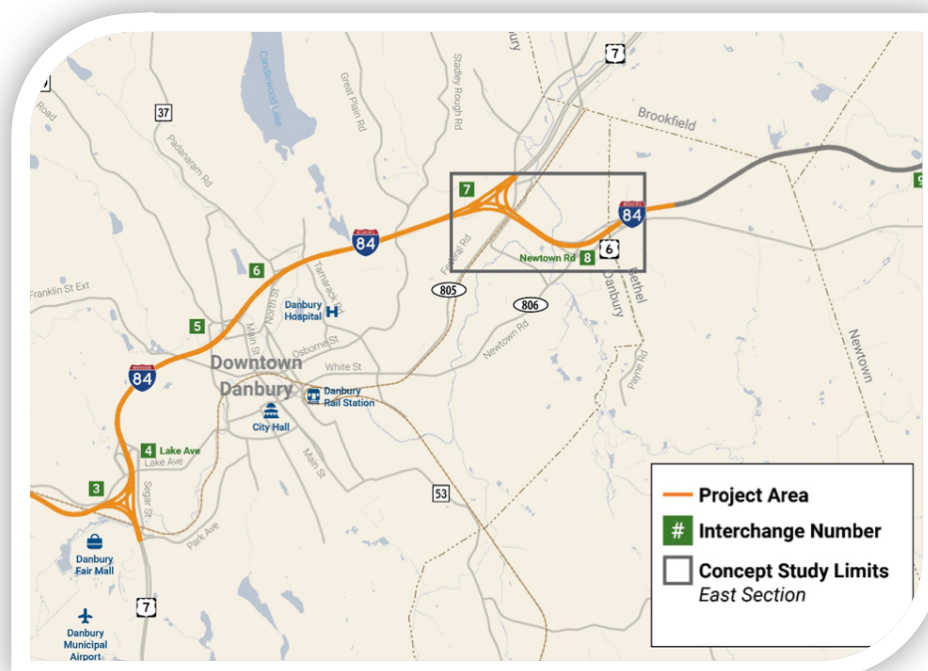 7
Candlewood Lake
Stadley Rough Rd
Great Plain Rd
37
Road
Padanaram Rd
Brookfield
7
9
84
84
6
Federal Rd
Newtown Rd 8
6
Bethel
Danbury
Franklin St Ext
6
Tamarack Rd
North St
805
806
Danbury
Hospital
H
5
Main St
Osborne St
Newtown Rd
Newtown
Downtown
Danbury
White St
Payne Rd
84
Danbury
Rail Station
City Hall
4 Lake Ave
Lake Ave
Main St
3
Segar St
53
Park Ave
Danbury
Fair Mall
7
Danbury
Municipal
Airport
Project Area
# Interchange Number
Concept Study Limits
East Section